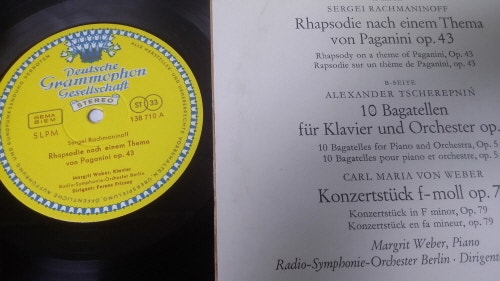 Deutsche
Grammophon
Gesellschaft
STEREO
GEMA
BIEM
ST 33
138 710 A
SLPM
Sergei Rachmaninoff
Rhapsodie nach einem Thema
von Paganini op. 43
Margrit Weber, Klavier
Radio-Symphonie-Orchester Berlin
Dirigent: Ferenc Fricsay
SERGEI RACHMANINOFF
Rhapsodie nach einem Thema
von Paganini op. 43
Rhapsody on a theme of Paganini, Op. 43
Rapsodie sur un thème de Paganini, op. 43
B-SEITE
ALEXANDER TSCHEREPNIN
10 Bagatellen
für Klavier und Orchester op.
10 Bagatelles for Piano and Orchestra, Op. 5
10 Bagatelles pour piano et orchestre, op. 5
CARL MARIA VON WEBER
Konzertstück f-moll op. 7
Konzertstück in F minor, Op. 79
Konzertstück en fa mineur, op. 79
Margrit Weber, Piano
Radio-Symphonie-Orchester Berlin · Dirigent